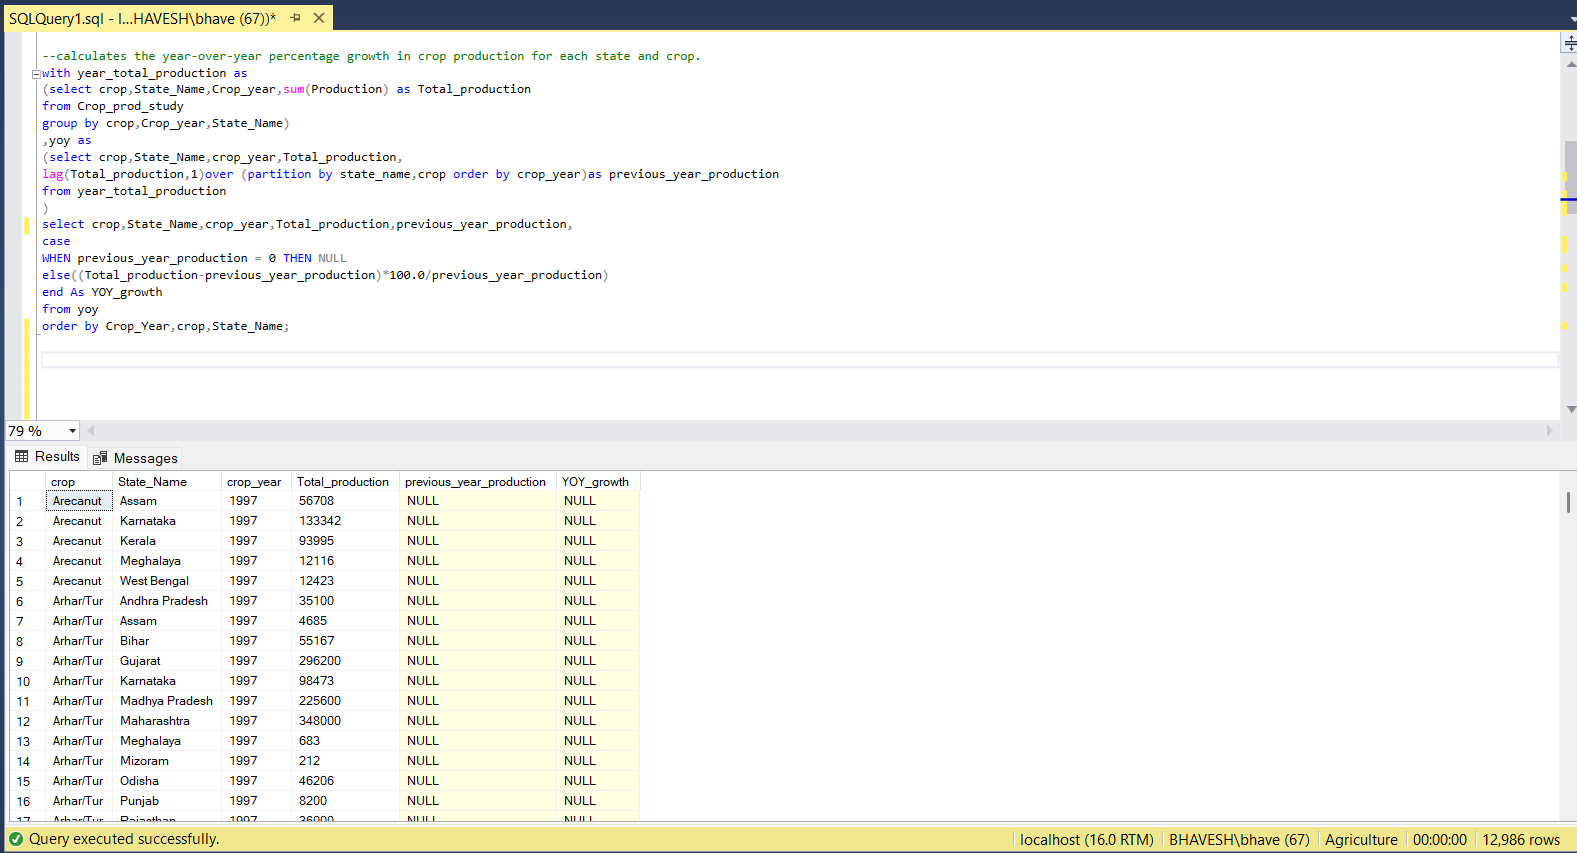 SQLQuery1.sql - l...HAVESH\bhave (67))*
--calculates the year-over-year percentage growth in crop production for each state and crop.
with year_total_production as
(select crop,State_Name,Crop_year,sum(Production) as Total_production
from Crop_prod_study
group by crop,Crop_year,State_Name)
,yoy as
(select crop,State_Name,crop_year,Total_production,
lag(Total_production,1)over (partition by state_name,crop order by crop_year)as previous_year_production
from year_total_production
)
select crop,State_Name,crop_year,Total_production,previous_year_production,
case
WHEN previous_year_production = 0 THEN NULL
else((Total_production-previous_year_production)*100.0/previous_year_production)
end As YOY_growth
from yoy
order by Crop_Year,crop,State_Name;
79 %
Results Messages
crop State_Name crop_year Total_production previous_year_production YOY_growth
1 Arecanut Assam 1997 56708 NULL NULL
2 Arecanut Karnataka 1997 133342 NULL NULL
3 Arecanut Kerala 1997 93995 NULL NULL
4 Arecanut Meghalaya 1997 12116 NULL NULL
5 Arecanut West Bengal 1997 12423 NULL NULL
6 Arhar/Tur Andhra Pradesh 1997 35100 NULL NULL
7 Arhar/Tur Assam 1997 4685 NULL NULL
8 Arhar/Tur Bihar 1997 55167 NULL NULL
9 Arhar/Tur Gujarat 1997 296200 NULL NULL
10 Arhar/Tur Karnataka 1997 98473 NULL NULL
11 Arhar/Tur Madhya Pradesh 1997 225600 NULL NULL
12 Arhar/Tur Maharashtra 1997 348000 NULL NULL
13 Arhar/Tur Meghalaya 1997 683 NULL NULL
14 Arhar/Tur Mizoram 1997 212 NULL NULL
15 Arhar/Tur Odisha 1997 46206 NULL NULL
16 Arhar/Tur Punjab 1997 8200 NULL NULL
17 Arhar/Tur Rajasthan 1997 36000 NULL NULL
Query executed successfully. localhost (16.0 RTM) BHAVESH\bhave (67) Agriculture 00:00:00 12,986 rows